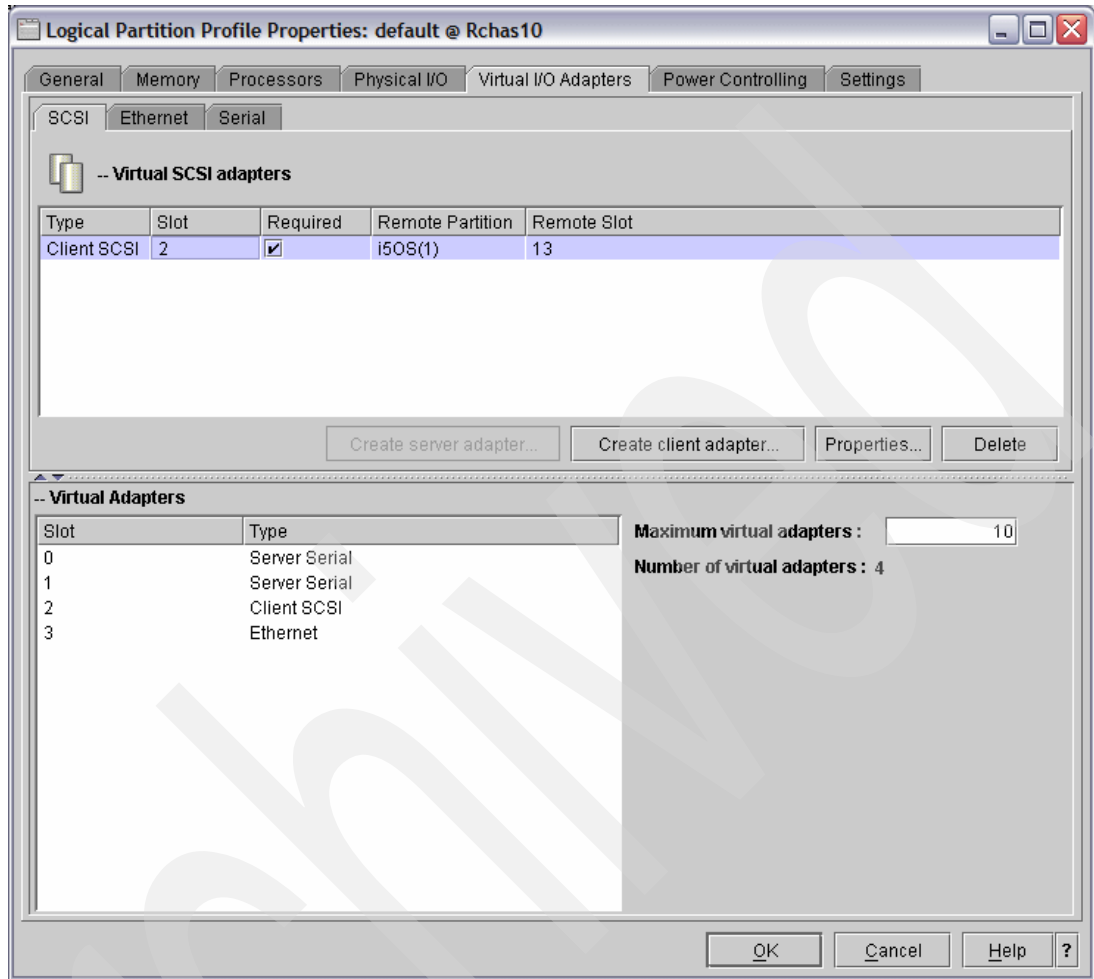 Logical Partition Profile Properties: default @ Rchas10
General Memory Processors Physical I/O Virtual I/O Adapters Power Controlling Settings
SCSI Ethernet Serial
-- Virtual SCSI adapters
Type Slot Required Remote Partition Remote Slot
Client SCSI 2 i5OS(1) 13
Create server adapter... Create client adapter... Properties... Delete
-- Virtual Adapters
Slot Type
0 Server Serial
1 Server Serial
2 Client SCSI
3 Ethernet
Maximum virtual adapters : 10
Number of virtual adapters : 4
OK Cancel Help ?